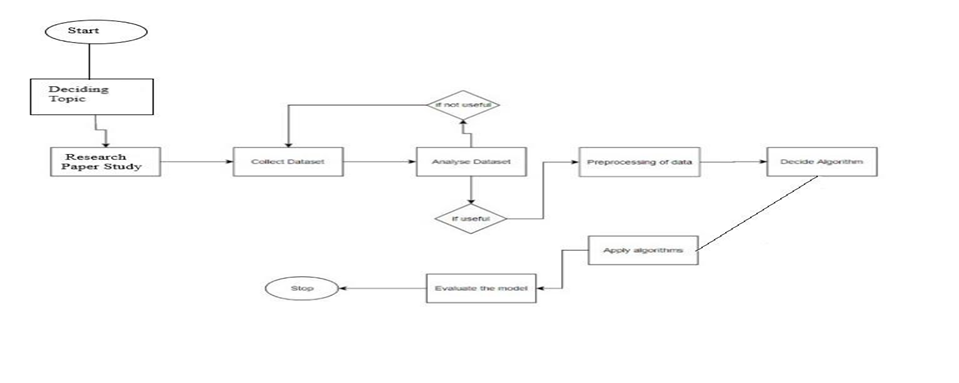 Start
Deciding
Topic
if not useful
Research
Paper Study
Collect Dataset
Analyse Dataset
Preprocessing of data
Decide Algorithm
if useful
Apply algorithms
Stop
Evaluate the model